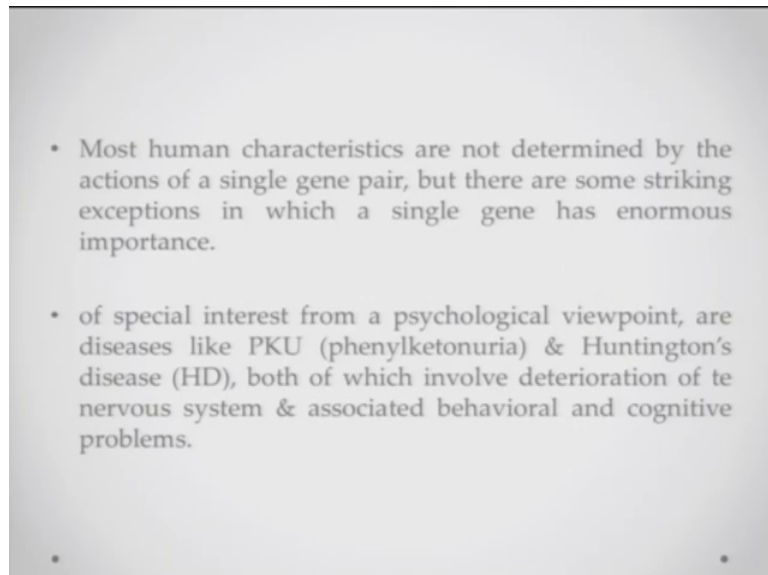 • Most human characteristics are not determined by the
actions of a single gene pair, but there are some striking
exceptions in which a single gene has enormous
importance.
• of special interest from a psychological viewpoint, are
diseases like PKU (phenylketonuria) & Huntington's
disease (HD), both of which involve deterioration of te
nervous system & associated behavioral and cognitive
problems.